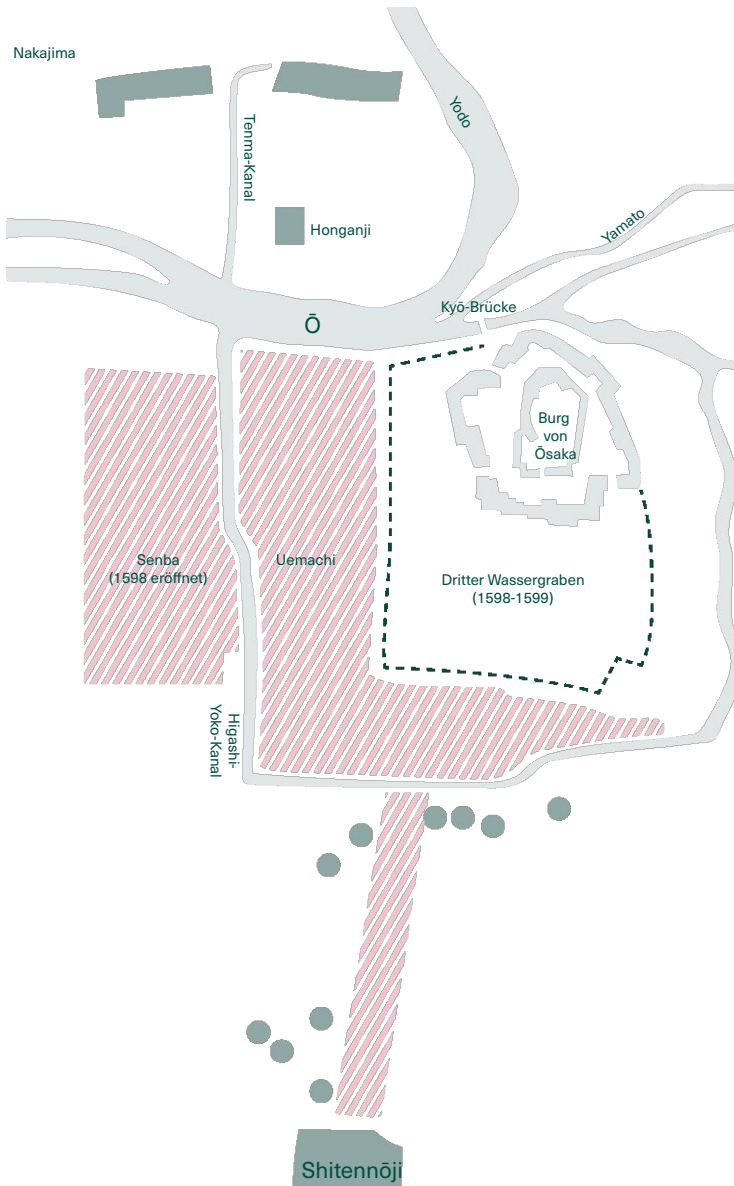 Nakajima
Yodo
Tenma-Kanal
Honganji
Yamato
Kyō-Brücke
Ō
Burg
von
Ōsaka
Senba
(1598 eröffnet)
Uemachi
Dritter Wassergraben
(1598-1599)
Higashi-
Yoko-Kanal
Shitennōji